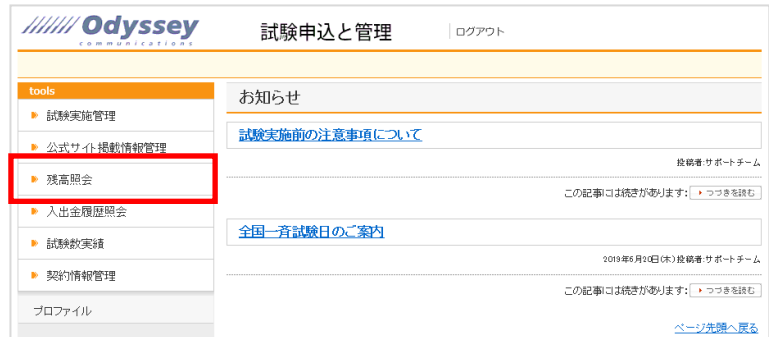 Odyssey
communications
試験申込と管理
ログアウト
tools
試験実施管理
公式サイト掲載情報管理
残高照会
入出金履歴照会
試験数実績
契約情報管理
プロファイル
お知らせ
試験実施前の注意事項について
投稿者:サポートチーム
この記事には続きがあります: つづきを読む
全国一斉試験日のご案内
2019年6月20日(木)投稿者:サポートチーム
この記事には続きがあります: つづきを読む
ページ先頭へ戻る